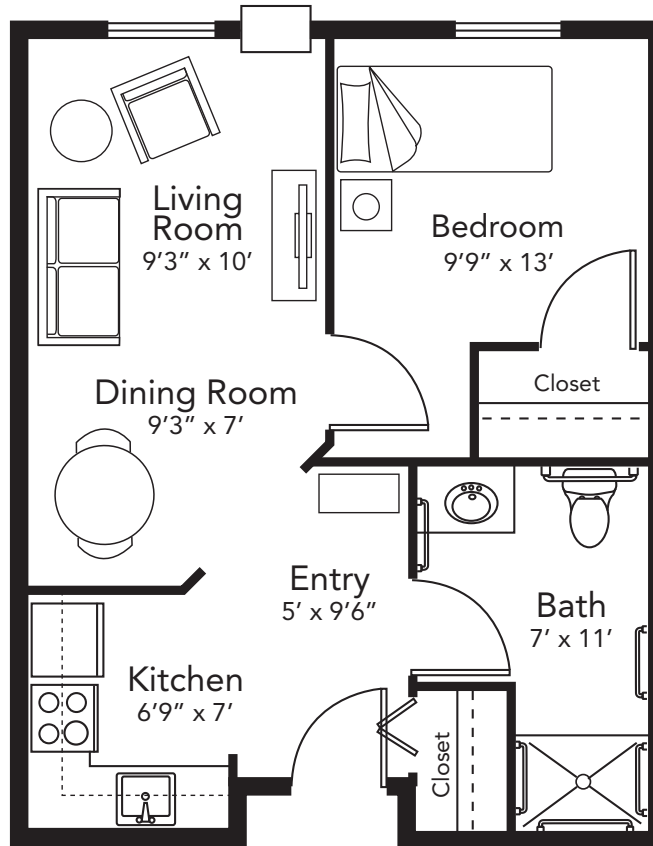 Living
Room
9’3” x 10’
Bedroom
9’9” x 13’
Closet
Dining Room
9’3” x 7’
Entry
5’ x 9’6”
Bath
7’ x 11’
Kitchen
6’9” x 7’
Closet